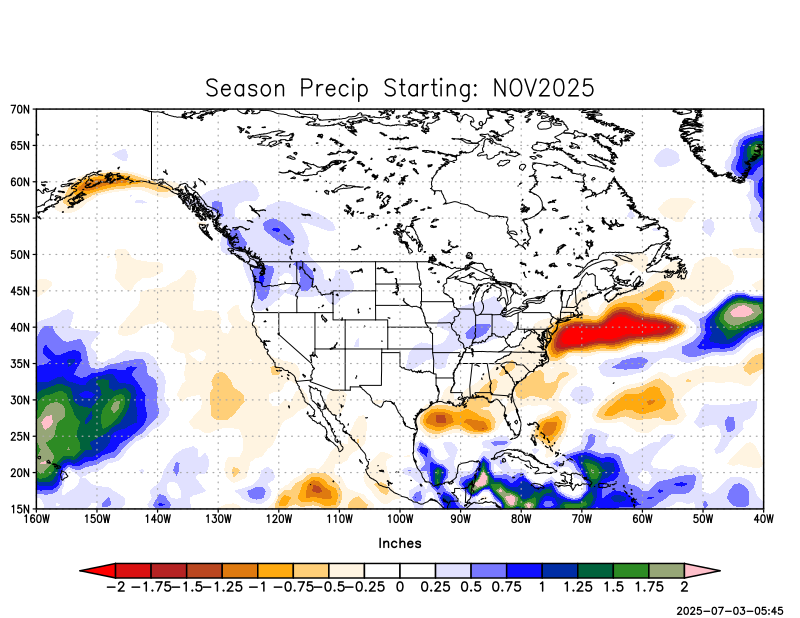 Season Precip Starting: NOV2025
70N
65N
60N
55N
50N
45N
40N
35N
30N
25N
20N
15N
160W 150W 140W 130W 120W 110W 100W 90W 80W 70W 60W 50W 40W
Inches
-2 -1.75 -1.5 -1.25 -1 -0.75 -0.5 -0.25 0 0.25 0.5 0.75 1 1.25 1.5 1.75 2
2025-07-03-05:45